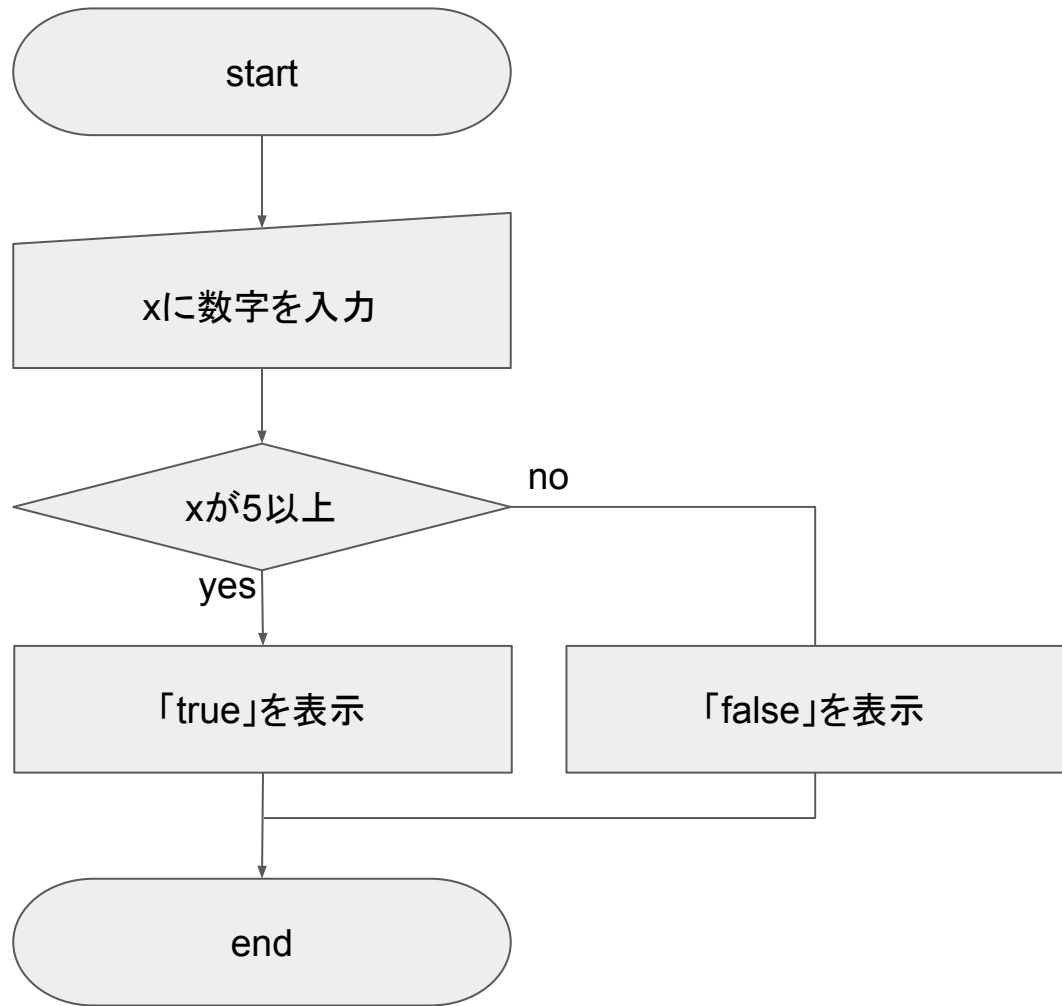 start
xに数字を入力
xが5以上
no
yes
「true」を表示
「false」を表示
end